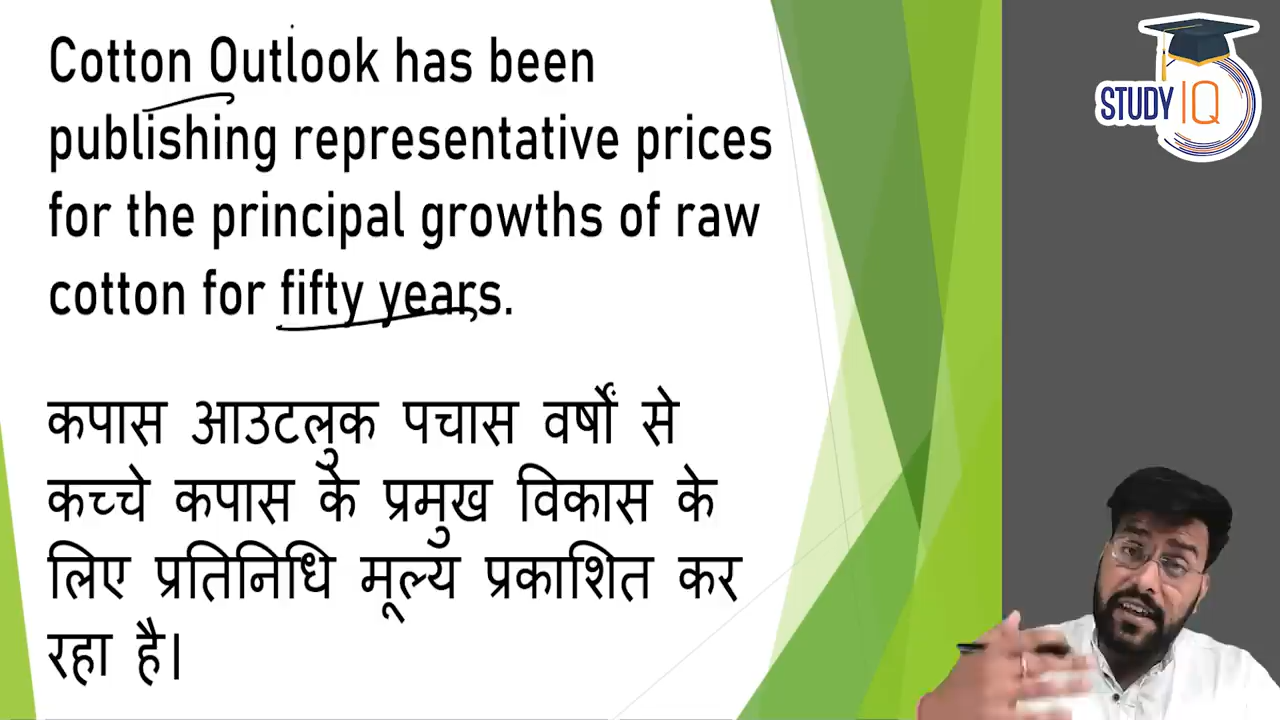 Cotton Outlook has been
publishing representative prices
for the principal growths of raw
cotton for fifty years.
कपास आउटलुक पचास वर्षों से
कच्चे कपास के प्रमुख विकास के
लिए प्रतिनिधि मूल्य प्रकाशित कर
रहा है।
STUDY IQ